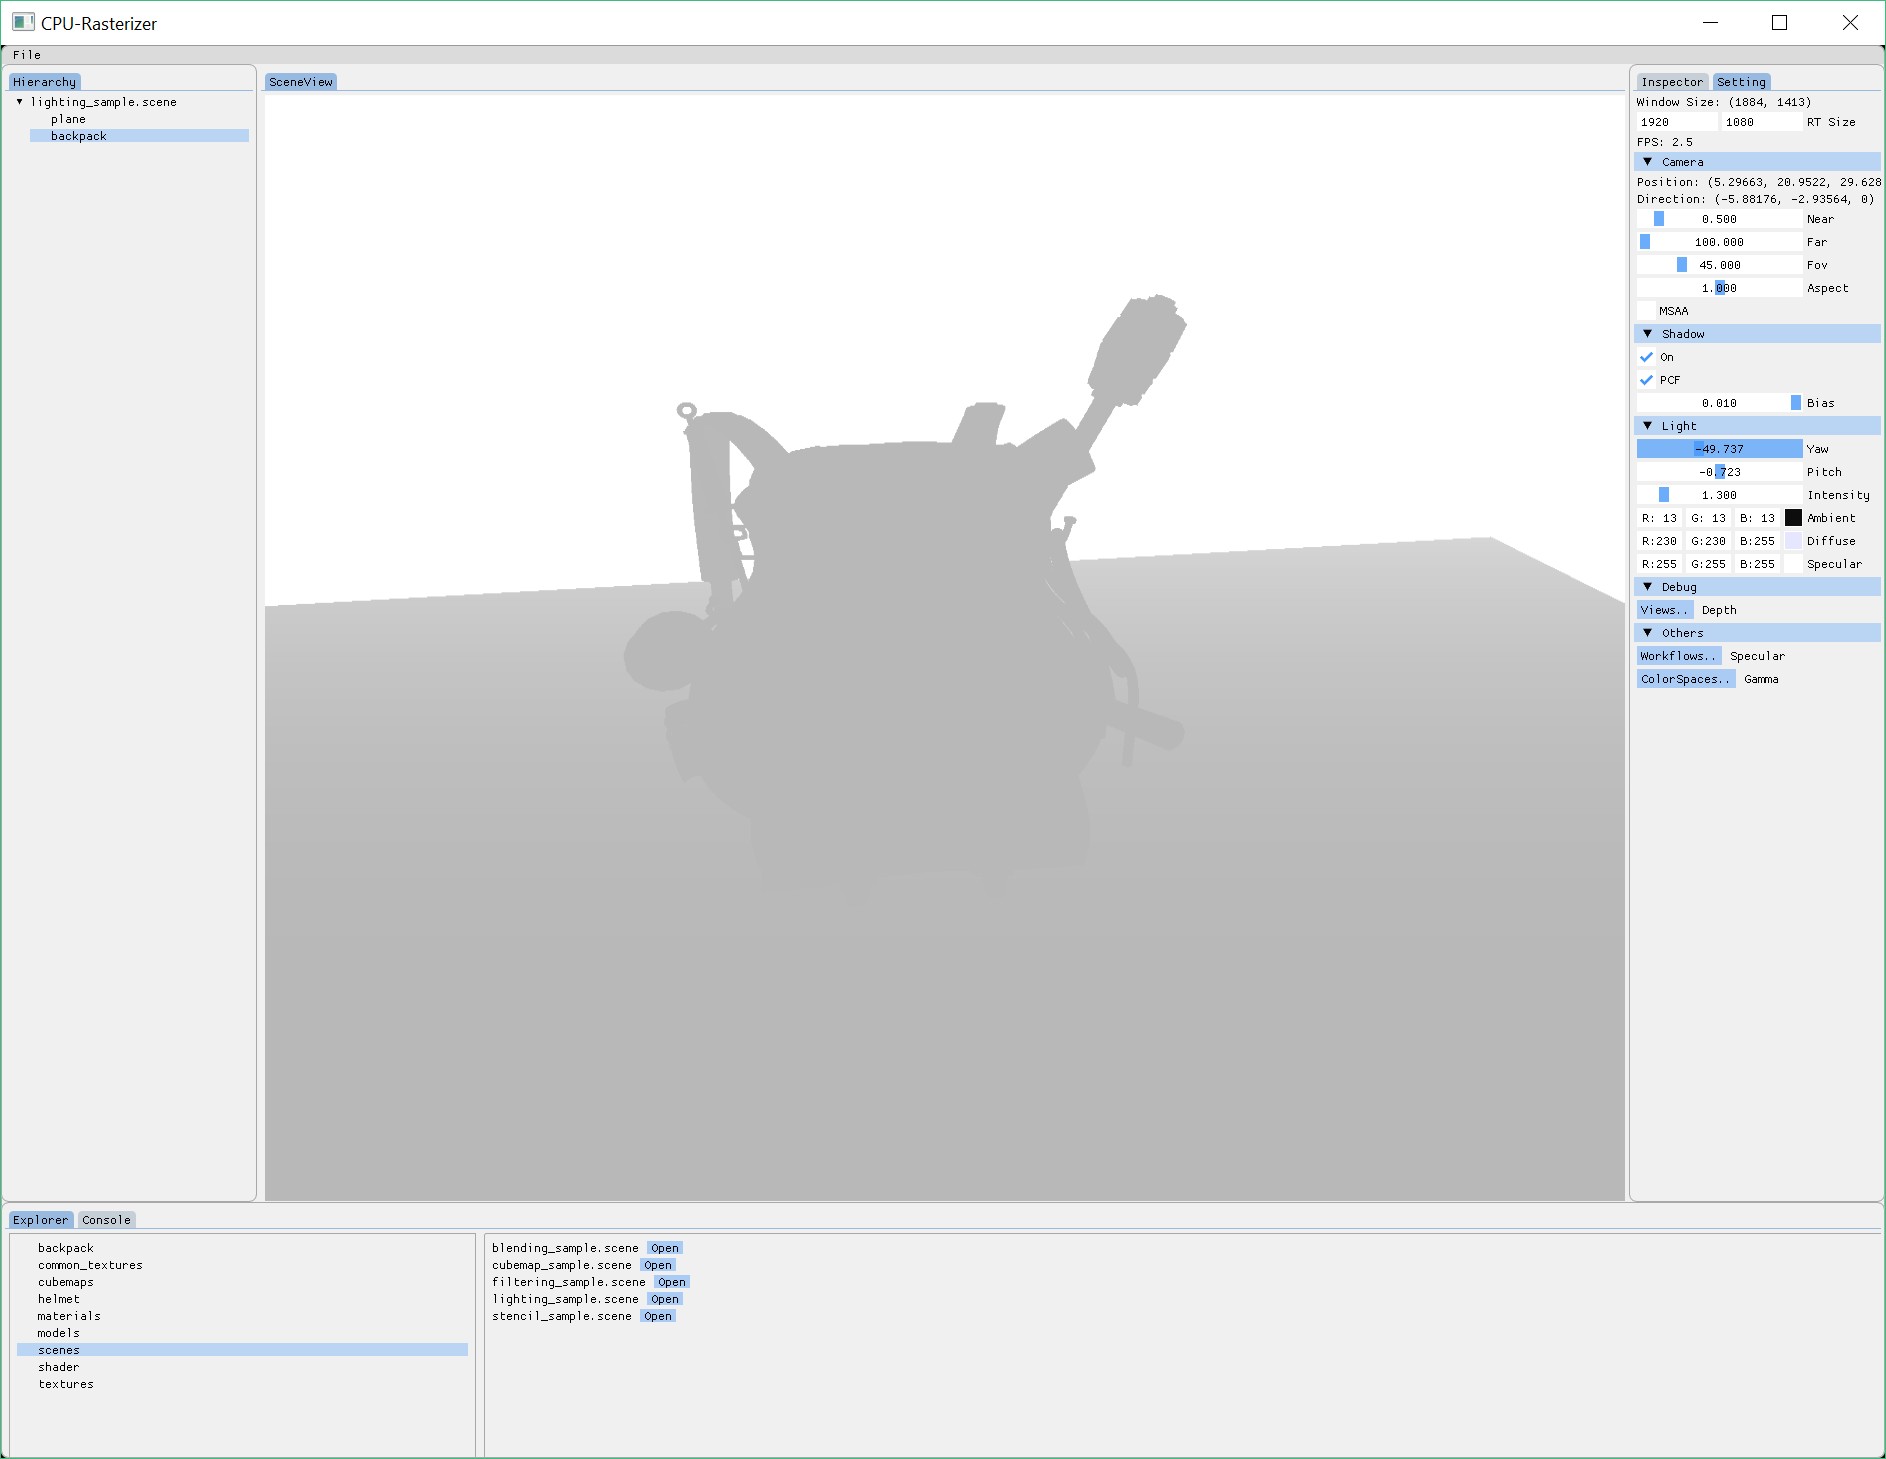 CPU-Rasterizer
File
Hierarchy
lighting_sample.scene
plane
backpack
SceneView
Inspector Setting
Window Size: (1884, 1413)
1920 1080 RT Size
FPS: 2.5
Camera
Position: (5.29663, 20.9522, 29.628
Direction: (-5.88176, -2.93564, 0)
0.500 Near
100.000 Far
45.000 Fov
1.000 Aspect
MSAA
Shadow
On
PCF
0.010 Bias
Light
-49.737 Yaw
-0.723 Pitch
1.300 Intensity
R: 13 G: 13 B: 13 Ambient
R:230 G:230 B:255 Diffuse
R:255 G:255 B:255 Specular
Debug
Views.. Depth
Others
Workflows.. Specular
ColorSpaces.. Gamma
Explorer Console
backpack
common_textures
cubemaps
helmet
materials
models
scenes
shader
textures
blending_sample.scene Open
cubemap_sample.scene Open
filtering_sample.scene Open
lighting_sample.scene Open
stencil_sample.scene Open